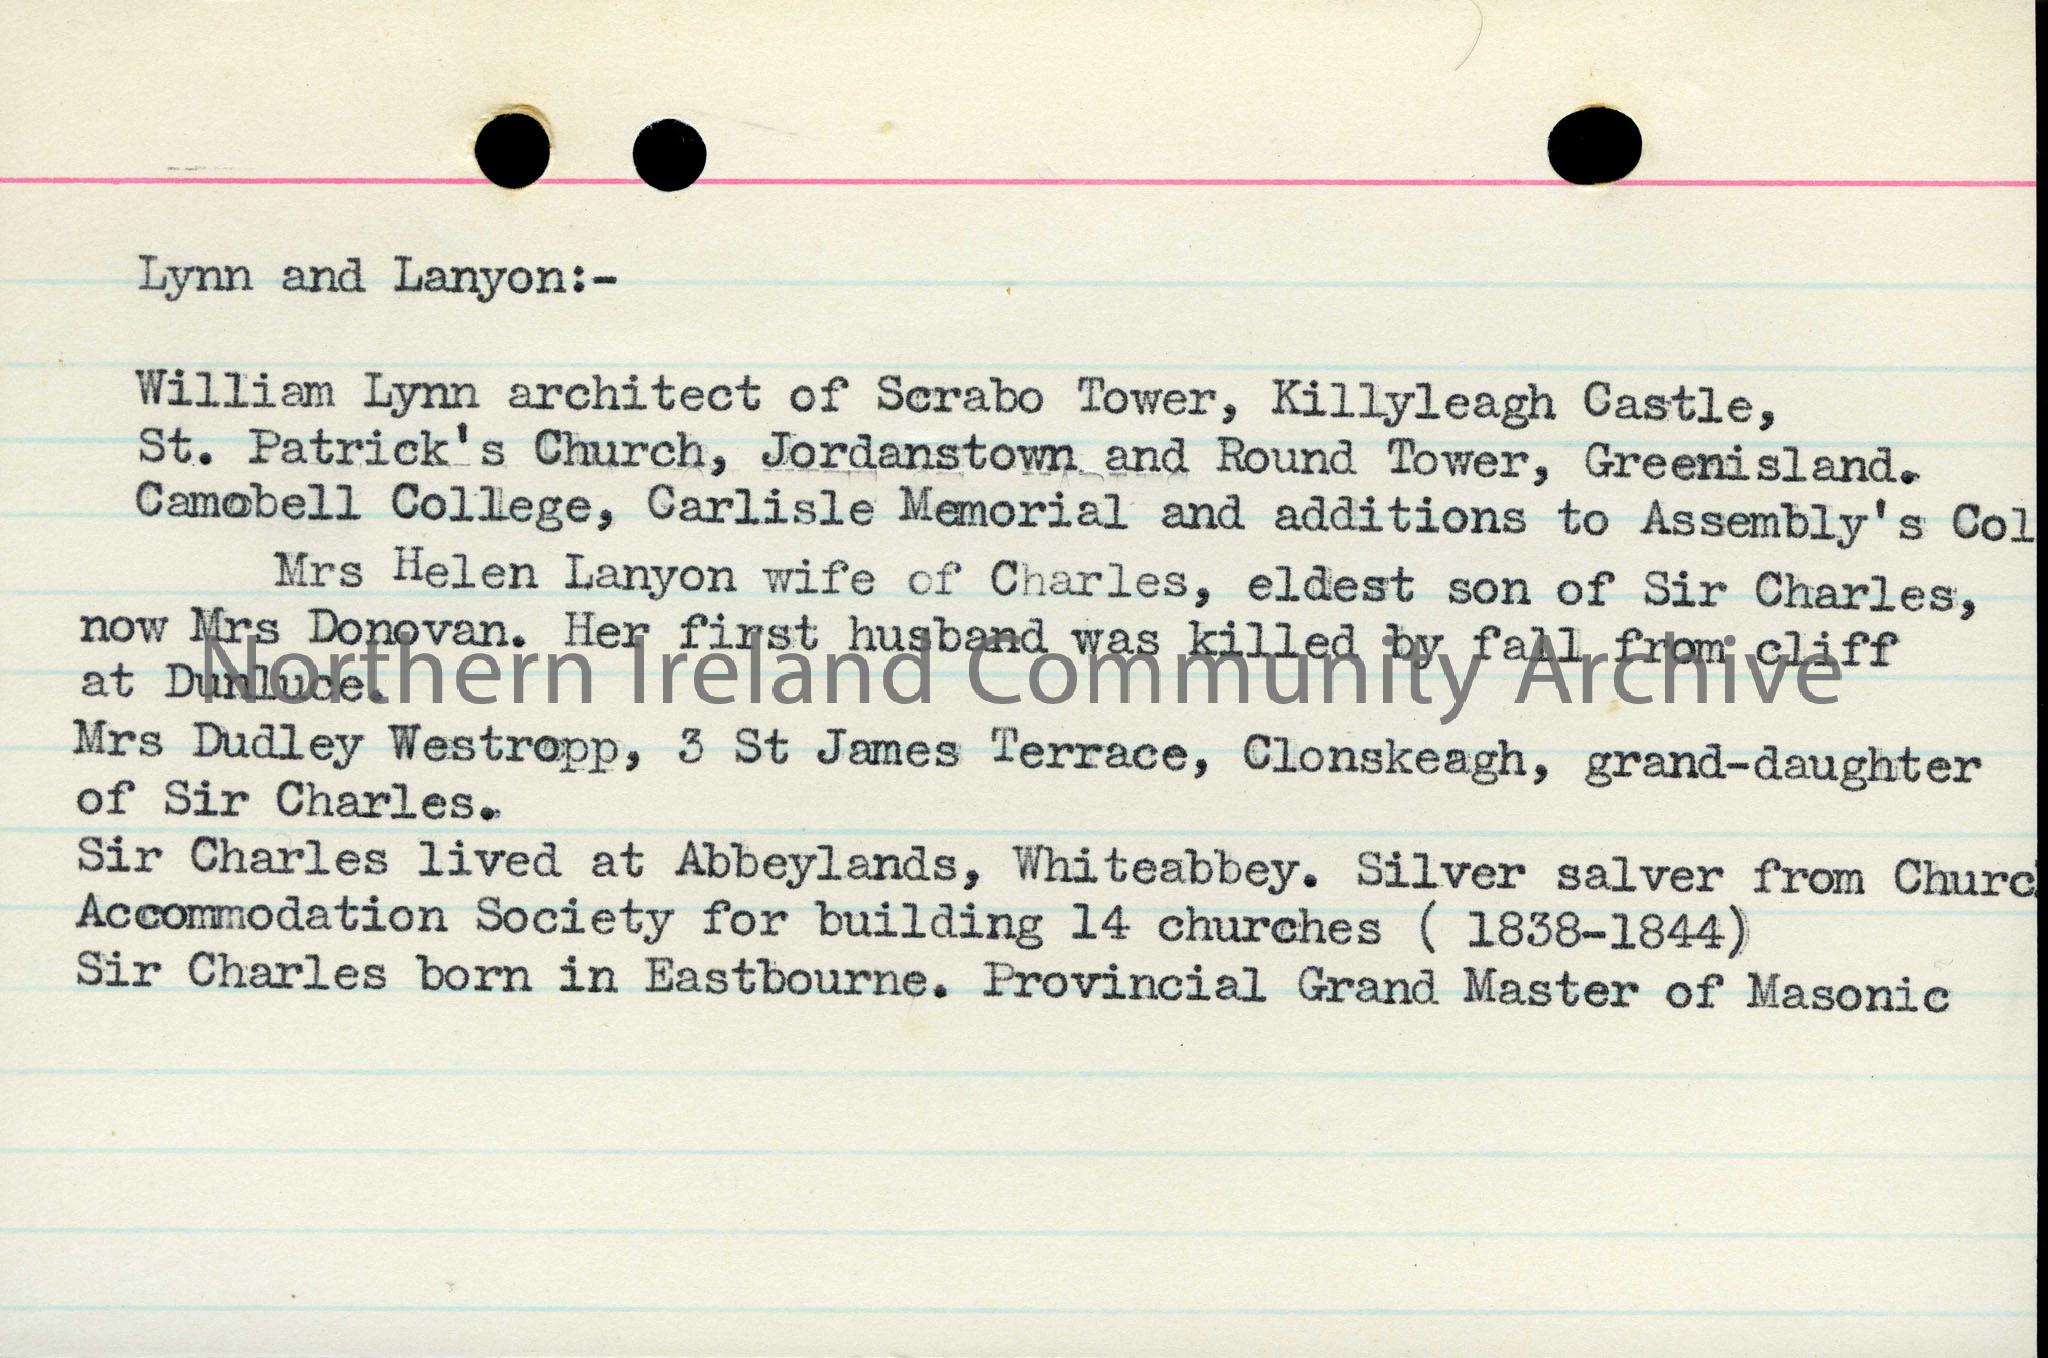 Lynn and Lanyon:-
William Lynn architect of Scrabo Tower, Killyleagh Castle,
St. Patrick's Church, Jordanstown and Round Tower, Greenisland.
Camobell College, Carlisle Memorial and additions to Assembly's Col
Mrs Helen Lanyon wife of Charles, eldest son of Sir Charles,
now Mrs Donovan. Her first husband was killed by fall from cliff
at Dunluce.
Northern Ireland Community Archive
Mrs Dudley Westropp, 3 St James Terrace, Clonskeagh, grand-daughter
of Sir Charles.
Sir Charles lived at Abbeylands, Whiteabbey. Silver salver from Churc
Accommodation Society for building 14 churches ( 1838-1844)
Sir Charles born in Eastbourne. Provincial Grand Master of Masonic